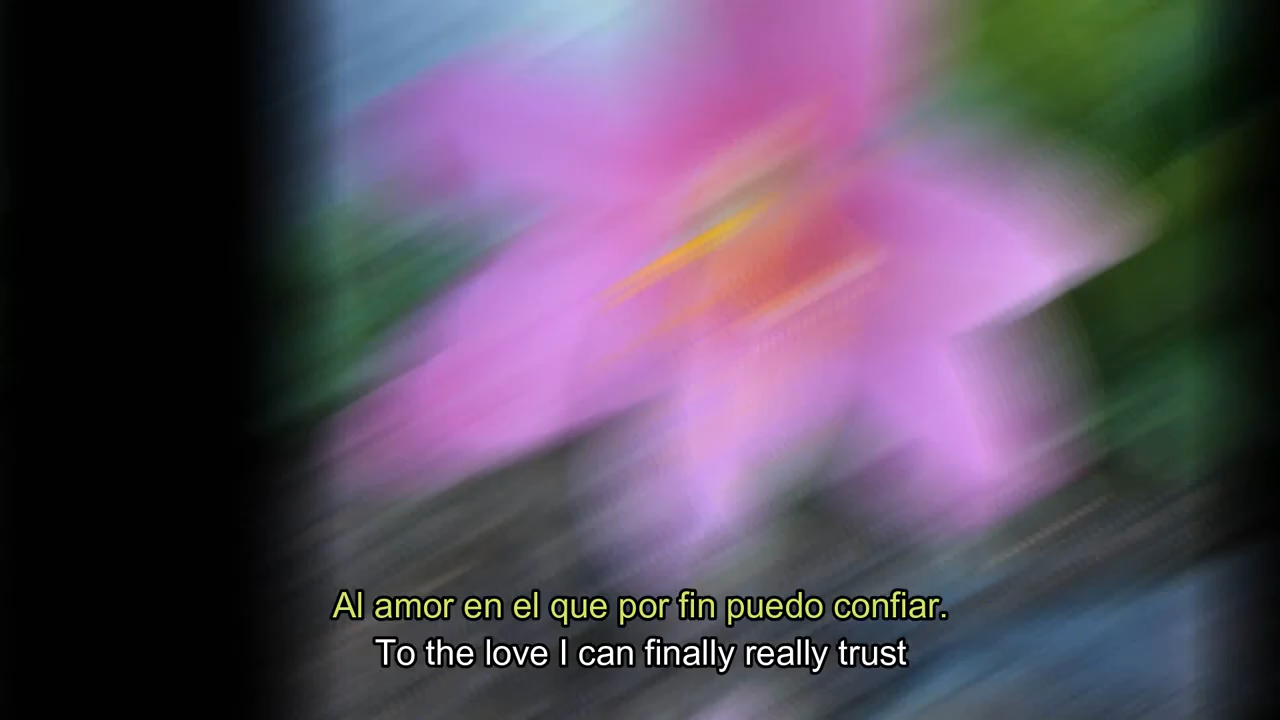 Al amor en el que por fin puedo confiar.
To the love I can finally really trust